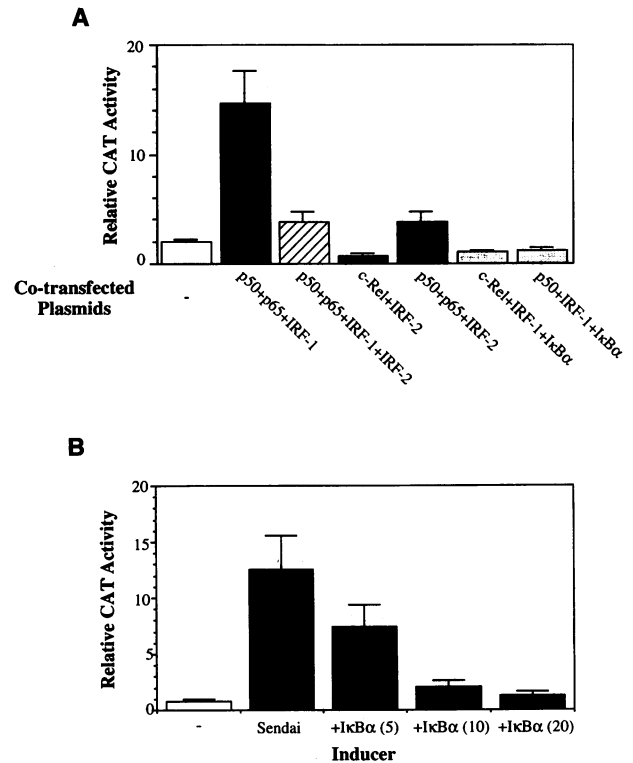 A
20
10
0
Relative CAT Activity
Co-transfected
Plasmids
-
p50+p65+IRF-1
p50+p65+IRF-1+IRF-2
c-Rel+IRF-2
p50+p65+IRF-2
c-Rel+IRF-1+IκBα
p50+IRF-1+IκBα
B
20
15
10
5
0
Relative CAT Activity
-
Sendai
+IκBα (5)
+IκBα (10)
+IκBα (20)
Inducer